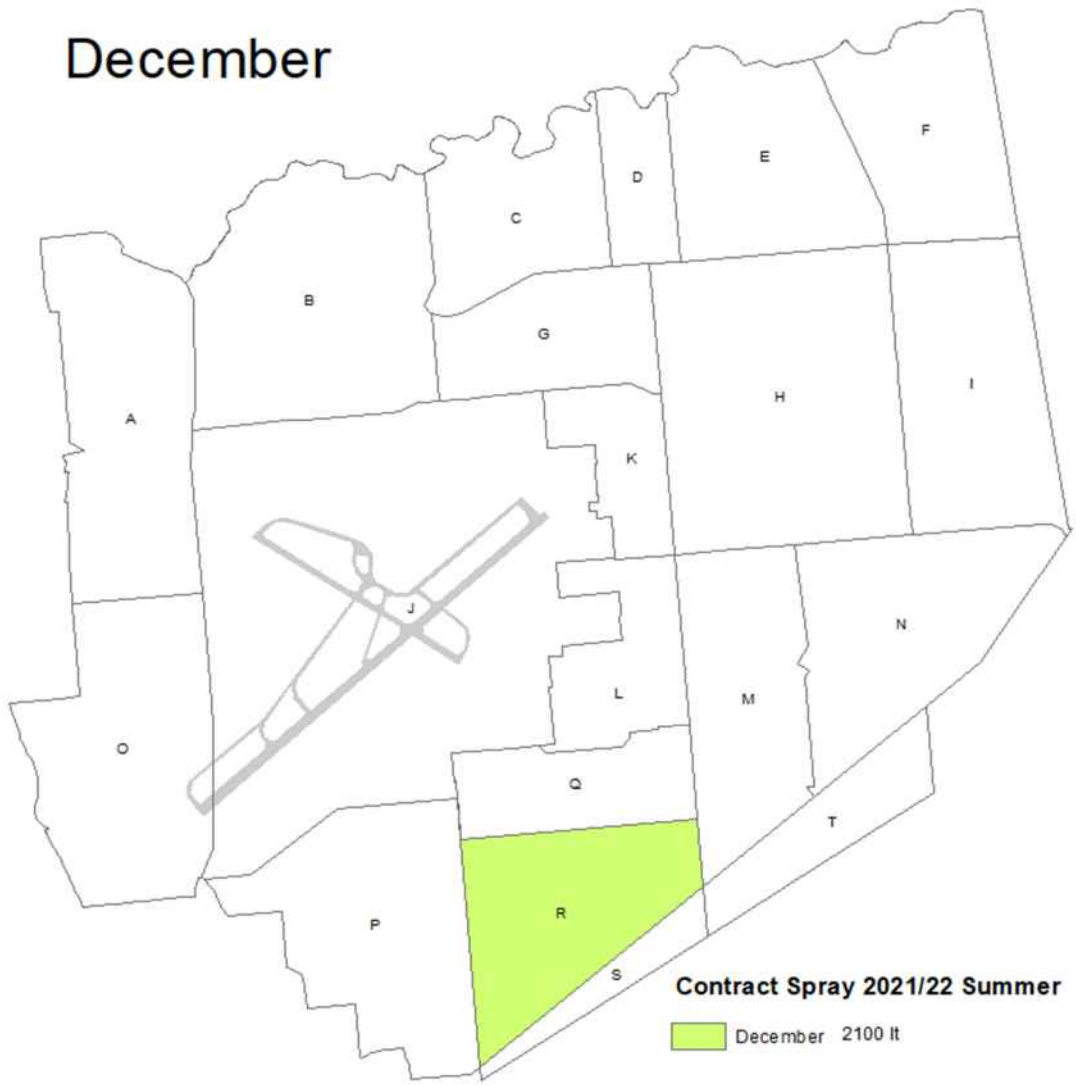 December
F
E
D
C
B
G
I
H
A
K
J
N
L
M
O
Q
T
R
P
S
Contract Spray 2021/22 Summer
December 2100 lt